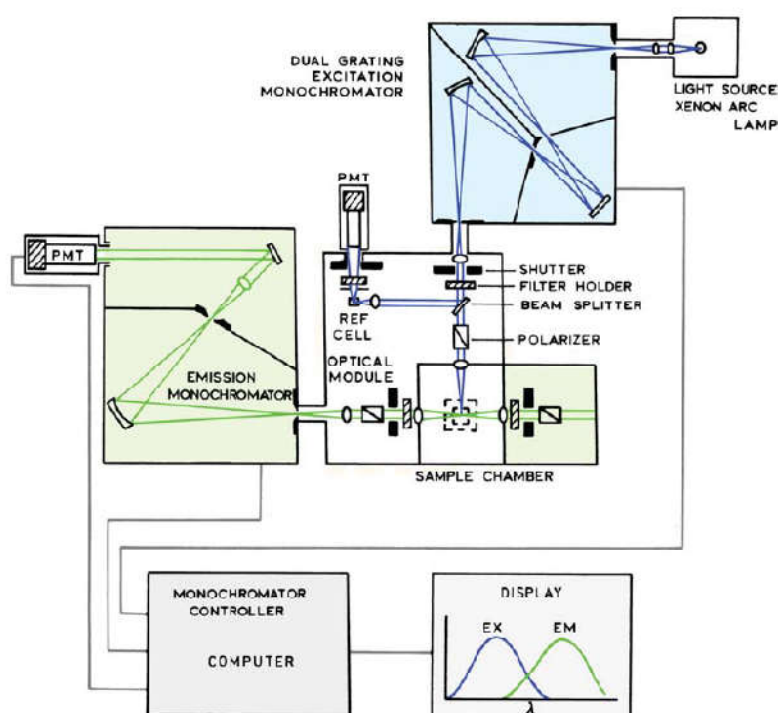 DUAL GRATING
EXCITATION
MONOCHROMATOR
LIGHT SOURCE
XENON ARC
LAMP
PMT
PMT
SHUTTER
FILTER HOLDER
BEAM SPLITTER
REF
CELL
POLARIZER
OPTICAL
MODULE
EMISSION
MONOCHROMATOR
SAMPLE CHAMBER
MONOCHROMATOR
CONTROLLER
COMPUTER
DISPLAY
EX EM
λ